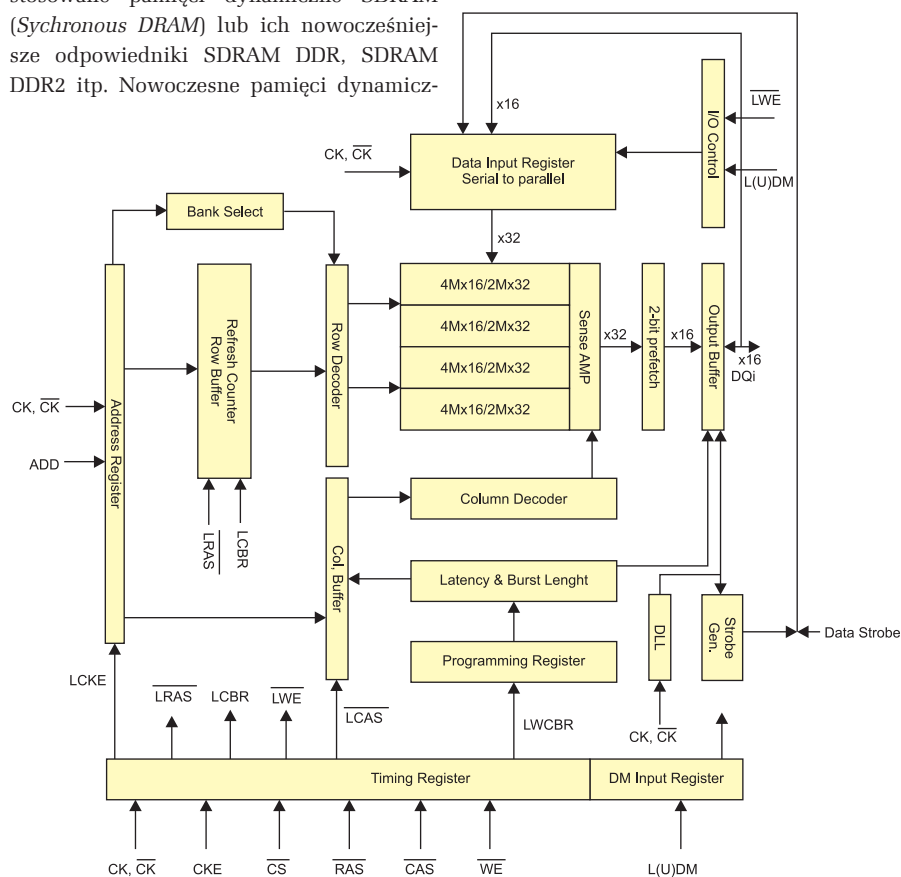 stosowano pamięci dynamiczne SDRAM
(Sychronous DRAM) lub ich nowocześniej-
sze odpowiedniki SDRAM DDR, SDRAM
DDR2 itp. Nowoczesne pamięci dynamicz-
x16
LWE
I/O Control
CK, CK
Data Input Register
Serial to parallel
L(U)DM
Bank Select
x32
Address Register
Refresh Counter
Row Buffer
Row Decoder
4Mx16/2Mx32
4Mx16/2Mx32
4Mx16/2Mx32
4Mx16/2Mx32
Sense AMP
x32
2-bit prefetch
x16
Output Buffer
x16
DQi
CK, CK
ADD
LRAS
LCBR
Col, Buffer
Column Decoder
Latency & Burst Lenght
Programming Register
DLL
Strobe
Gen.
Data Strobe
LCKE
LRAS
LCBR
LWE
LCAS
LWCBR
CK, CK
Timing Register
DM Input Register
CK, CK
CKE
CS
RAS
CAS
WE
L(U)DM